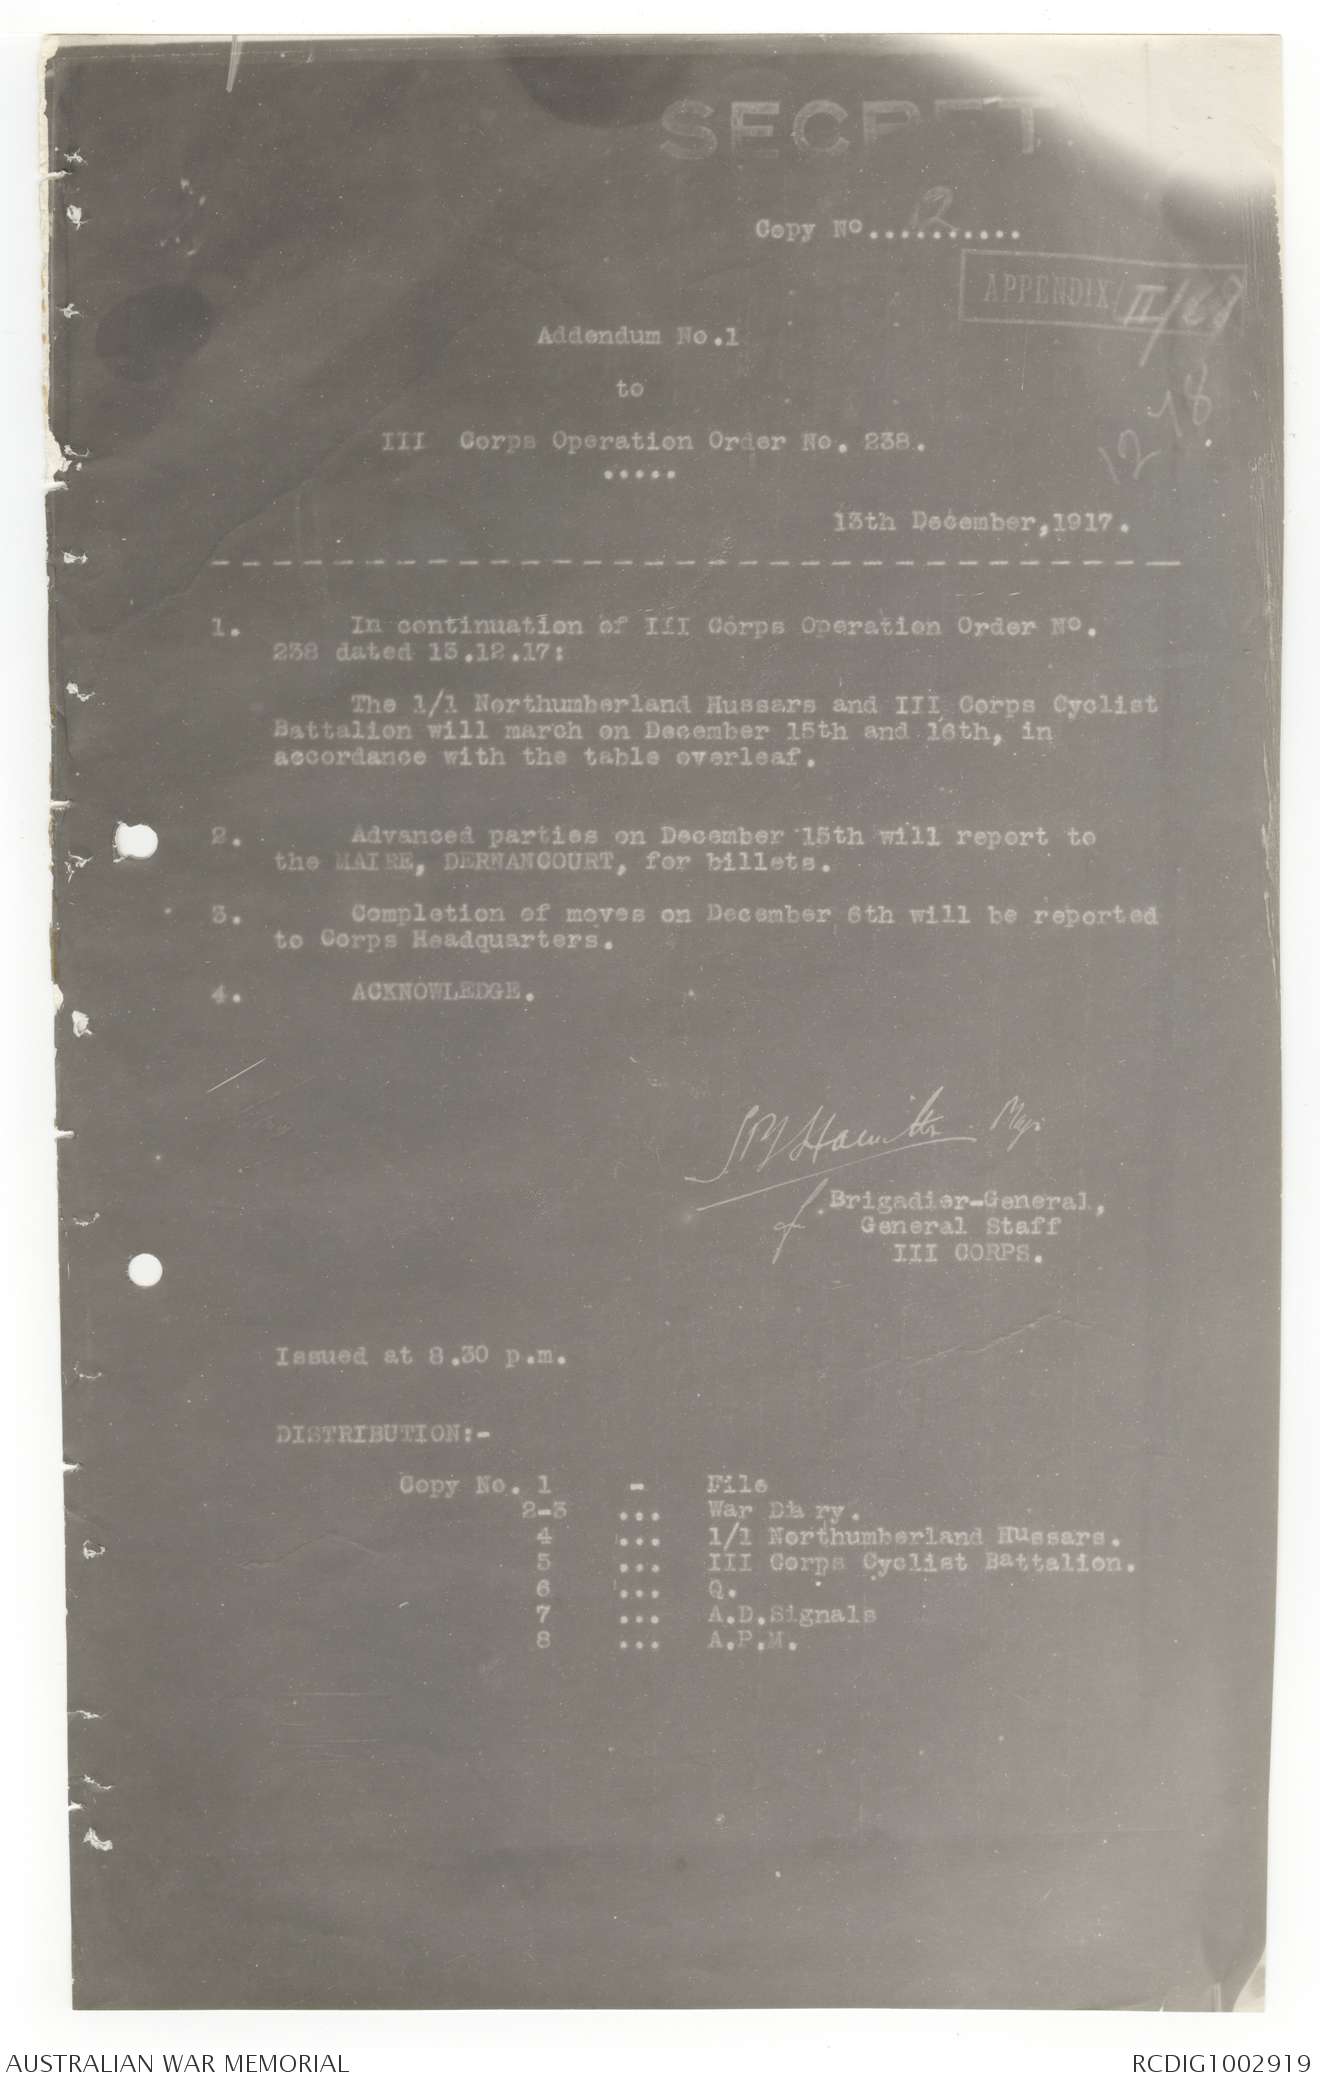 SECRET
Copy No..........
APPENDIX II/68
Addendum No.1
to
III Corps Operation Order No. 238.
.....
13th December,1917.
1. In continuation of III Corps Operation Order No.
238 dated 13.12.17:
The 1/1 Northumberland Hussars and III Corps Cyclist
Battalion will march on December 15th and 16th, in
accordance with the table overleaf.
2. Advanced parties on December 15th will report to
the MAIRE, DERNANCOURT, for billets.
3. Completion of moves on December 6th will be reported
to Corps Headquarters.
4. ACKNOWLEDGE.
Hamilton Maj.
for Brigadier-General,
General Staff
III CORPS.
Issued at 8.30 p.m.
DISTRIBUTION:-
Copy No. 1 - File
2-3 ... War Diary.
4 ... 1/1 Northumberland Hussars.
5 ... III Corps Cyclist Battalion.
6 ... Q.
7 ... A.D.Signals
8 ... A.P.M.
AUSTRALIAN WAR MEMORIAL
RCDIG1002919